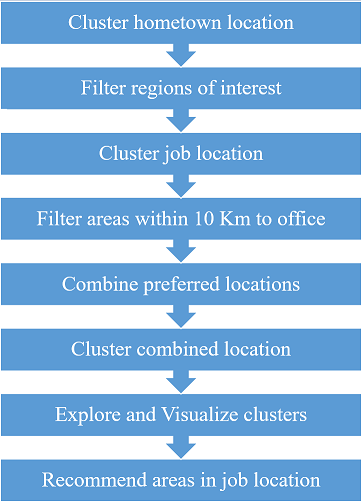 Cluster hometown location
Filter regions of interest
Cluster job location
Filter areas within 10 Km to office
Combine preferred locations
Cluster combined location
Explore and Visualize clusters
Recommend areas in job location